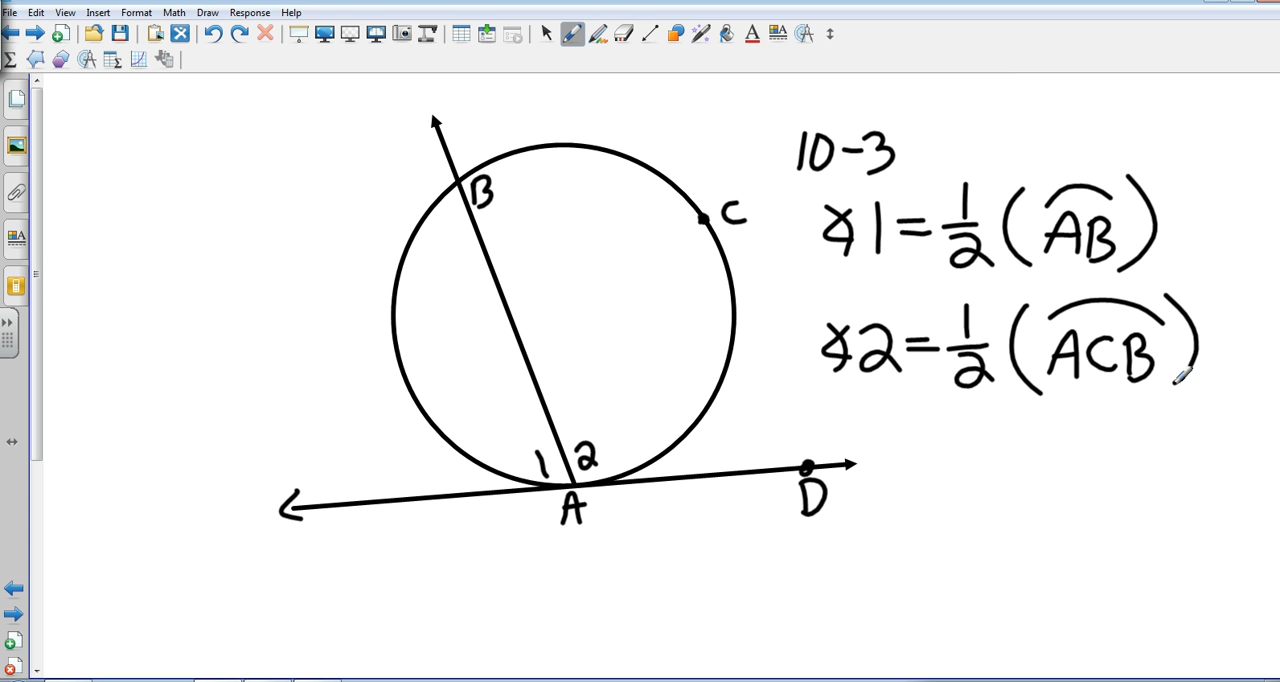 File Edit View Insert Format Math Draw Response Help
B
C
1 2
A
D
10-3
∡1 = 1/2 (AB)
∡2 = 1/2 (ACB)